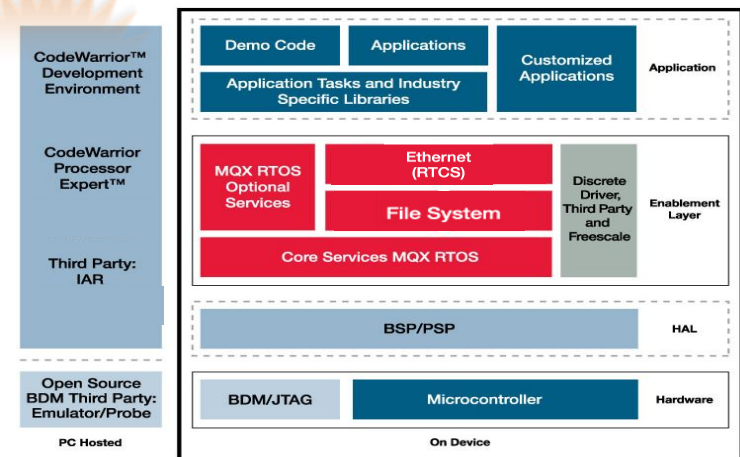 CodeWarrior™
Development
Environment
CodeWarrior
Processor
Expert™
Third Party:
IAR
Open Source
BDM Third Party:
Emulator/Probe
PC Hosted
Demo Code
Applications
Application Tasks and Industry
Specific Libraries
Customized
Applications
Application
MQX RTOS
Optional
Services
Ethernet
(RTCS)
File System
Core Services MQX RTOS
Discrete
Driver,
Third Party
and
Freescale
Enablement
Layer
BSP/PSP
HAL
BDM/JTAG
Microcontroller
Hardware
On Device